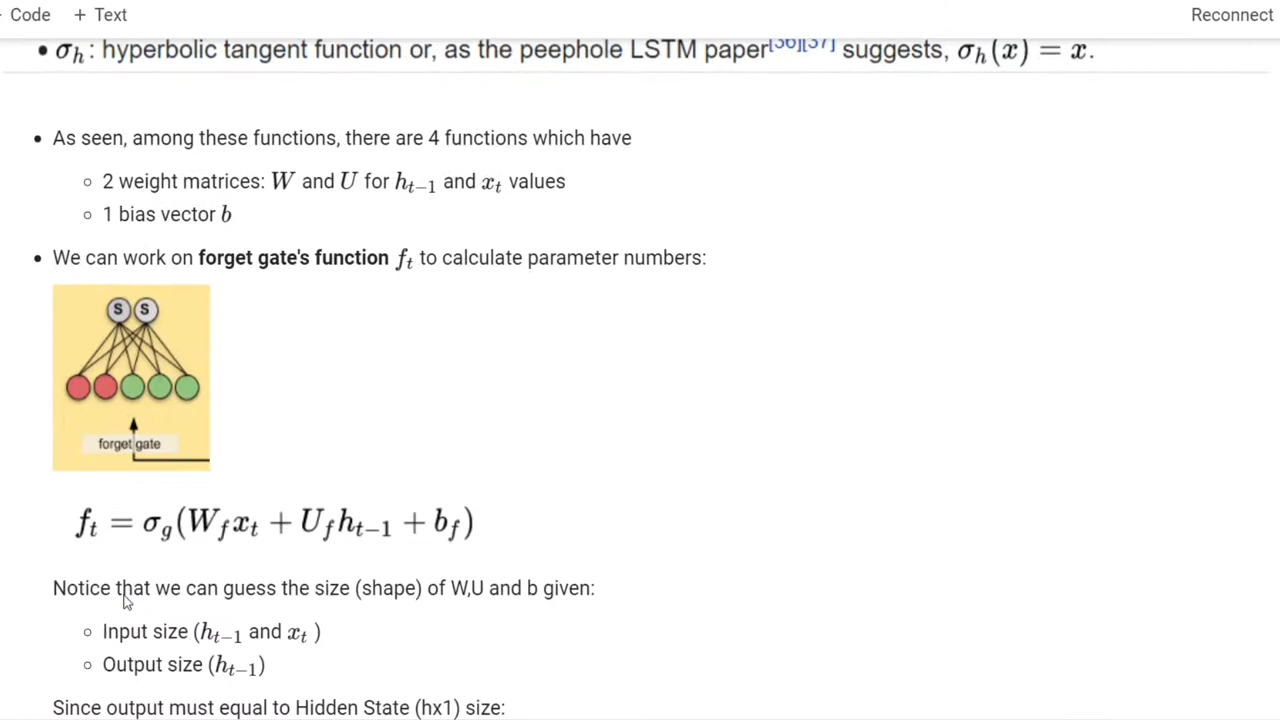 Code + Text Reconnect
• σh : hyperbolic tangent function or, as the peephole LSTM paper[36][37] suggests, σh(x) = x.
• As seen, among these functions, there are 4 functions which have
◦ 2 weight matrices: W and U for ht−1 and xt values
◦ 1 bias vector b
• We can work on forget gate's function ft to calculate parameter numbers:
S S
forget gate
ft = σg(Wfxt + Ufht−1 + bf)
Notice that we can guess the size (shape) of W,U and b given:
◦ Input size (ht−1 and xt )
◦ Output size (ht−1)
Since output must equal to Hidden State (hx1) size: